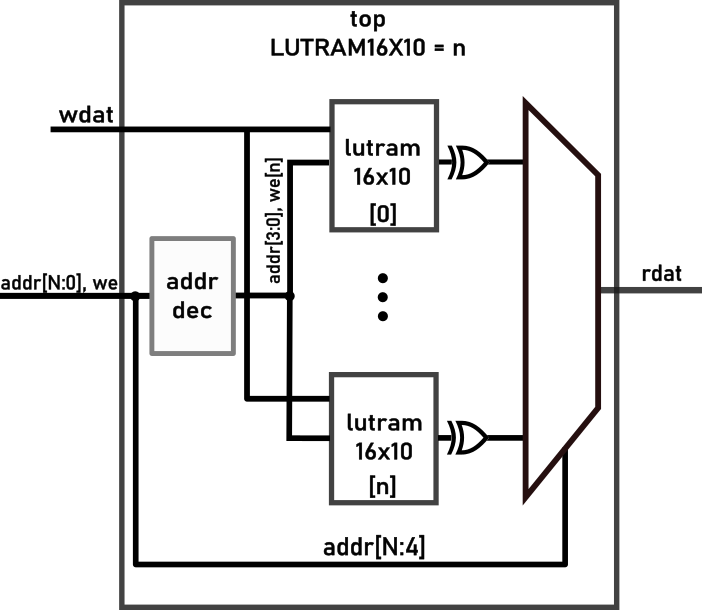 top
LUTRAM16X10 = n
wdat
lutram
16x10
[0]
addr[3:0], we[n]
addr[N:0], we
addr
dec
rdat
lutram
16x10
[n]
addr[N:4]